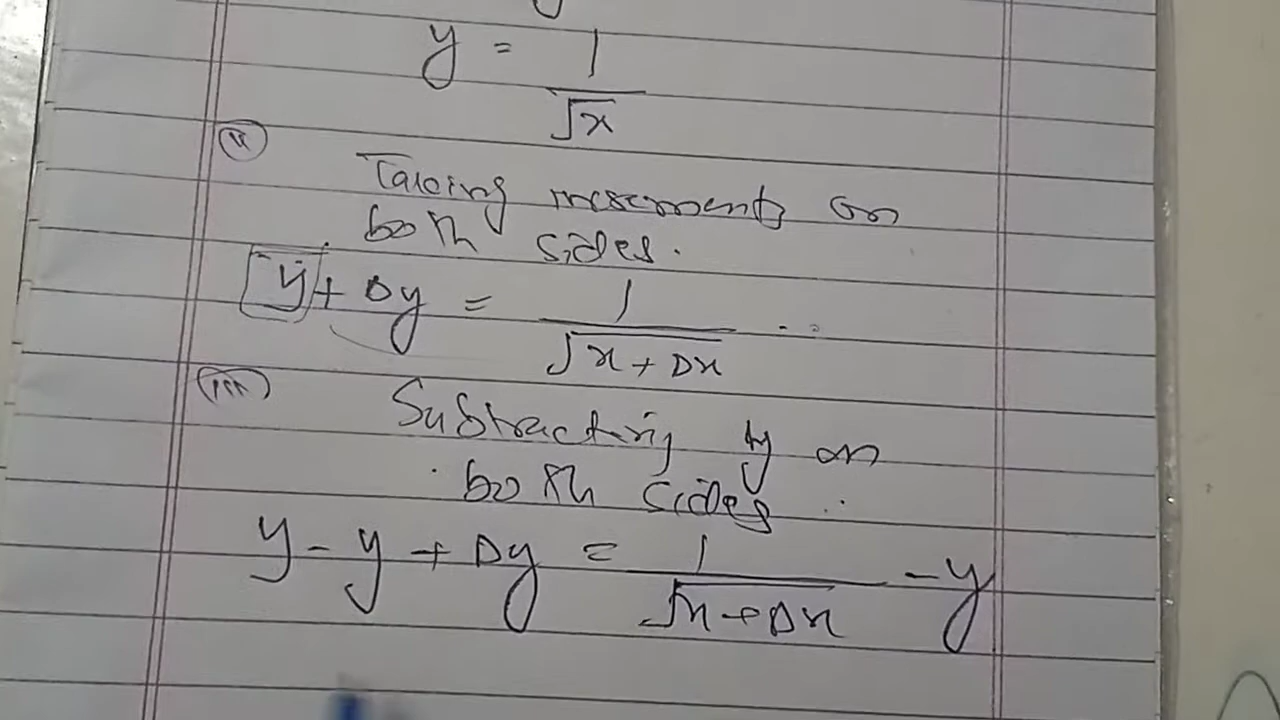 y = 1/√x
(ii)
Taking increments on
both sides.
y + Δy = 1/√x + Δx
(iii)
Subtracting y on
both sides.
y - y + Δy = 1/√x + Δx - y